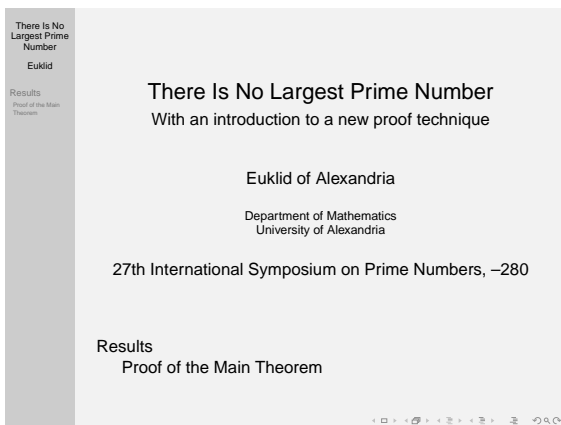 There Is No
Largest Prime
Number
Euklid
Results
Proof of the Main
Theorem
There Is No Largest Prime Number
With an introduction to a new proof technique
Euklid of Alexandria
Department of Mathematics
University of Alexandria
27th International Symposium on Prime Numbers, –280
Results
Proof of the Main Theorem